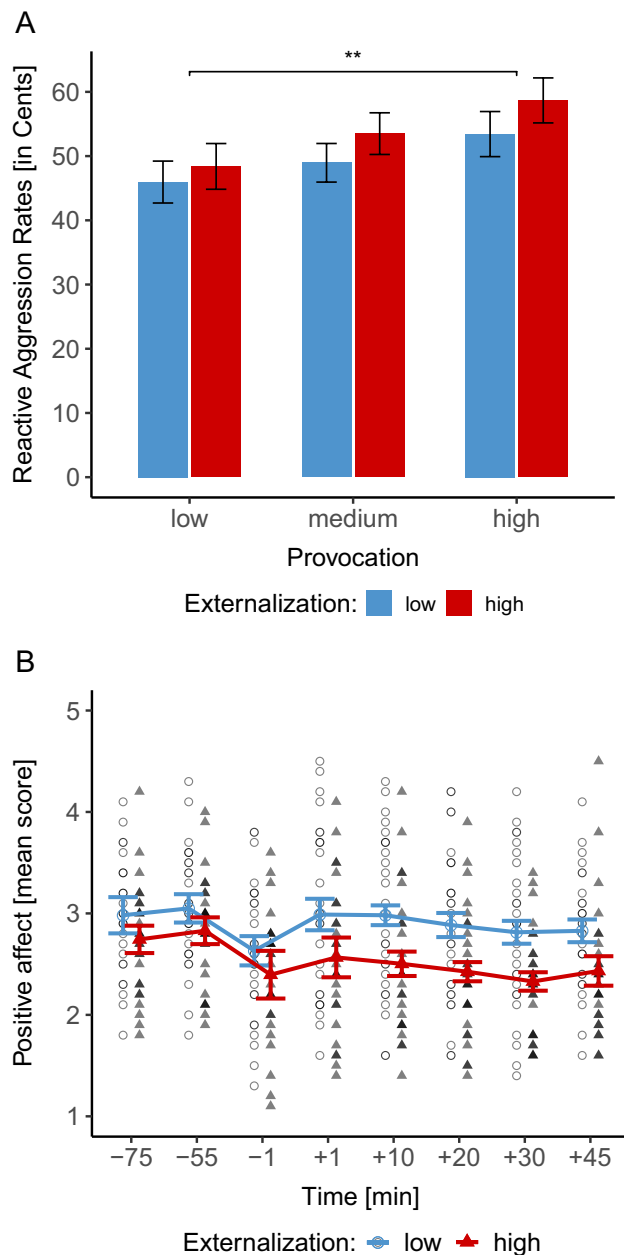 A
**
Reactive Aggression Rates [in Cents]
60
50
40
30
20
10
0
low medium high
Provocation
Externalization: low high
B
Positive affect [mean score]
5
4
3
2
1
−75 −55 −1 +1 +10 +20 +30 +45
Time [min]
Externalization: low high